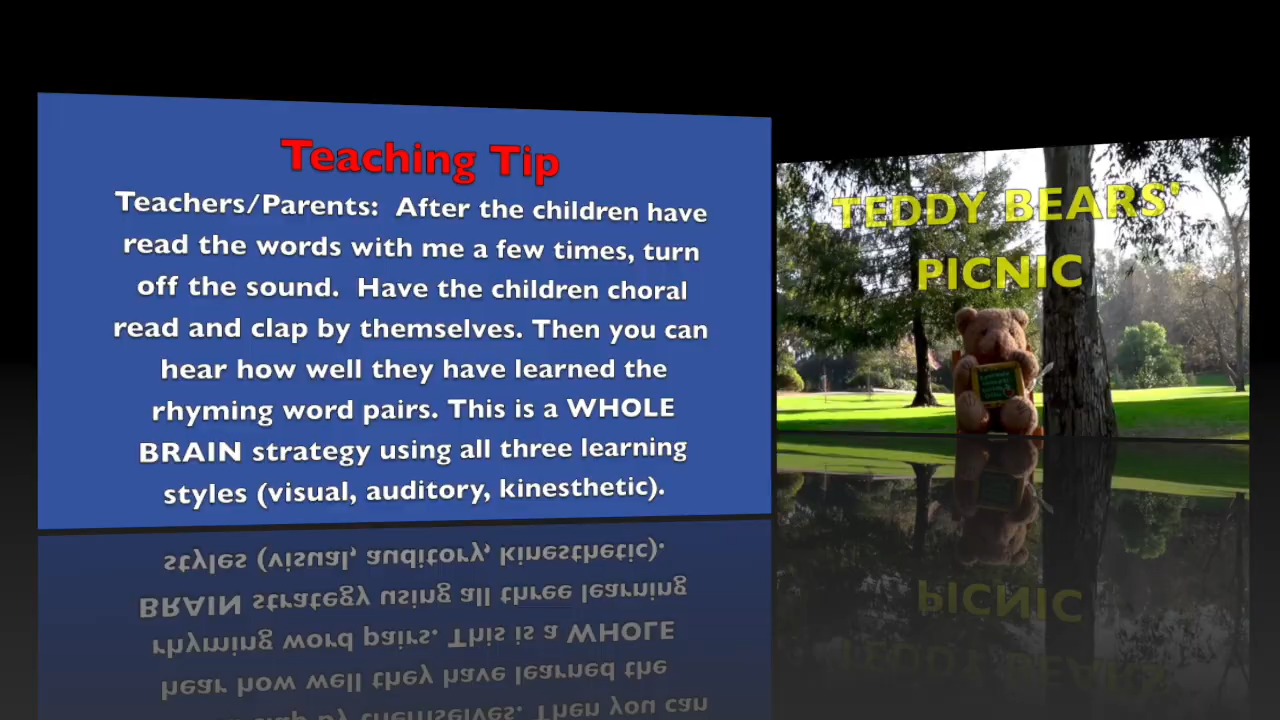 Teaching Tip
Teachers/Parents: After the children have
read the words with me a few times, turn
off the sound. Have the children choral
read and clap by themselves. Then you can
hear how well they have learned the
rhyming word pairs. This is a WHOLE
BRAIN strategy using all three learning
styles (visual, auditory, kinesthetic).
TEDDY BEARS'
PICNIC